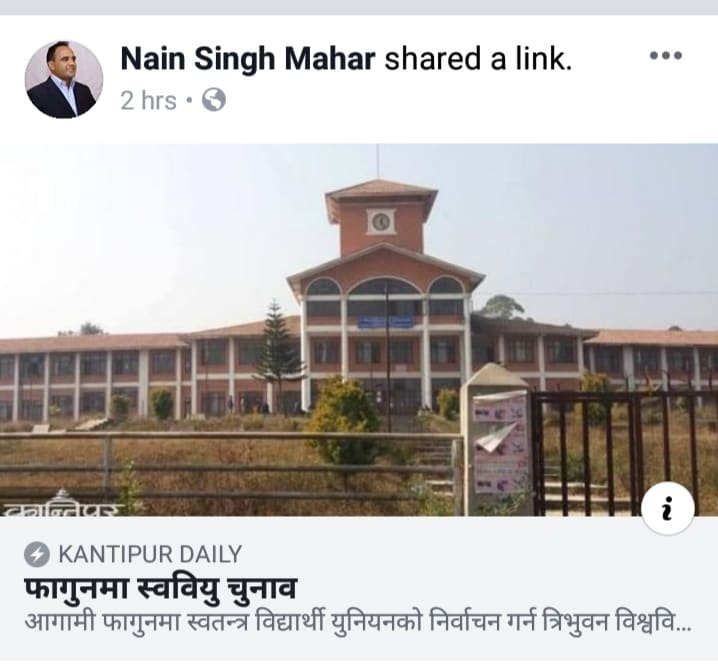 Nain Singh Mahar shared a link.
2 hrs
कान्तिपुर
KANTIPUR DAILY
फागुनमा स्ववियु चुनाव
आगामी फागुनमा स्वतन्त्र विद्यार्थी युनियनको निर्वाचन गर्न त्रिभुवन विश्ववि...